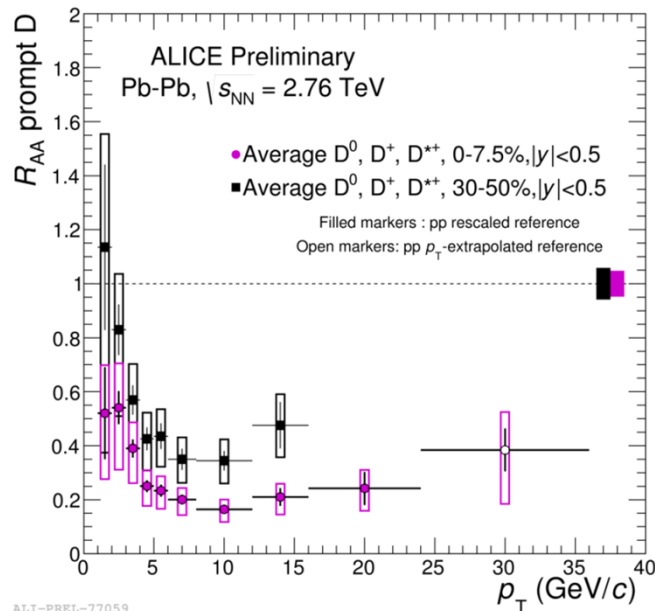 ALICE Preliminary
Pb-Pb, √sNN = 2.76 TeV
Average D0, D+, D*+, 0-7.5%,|y|<0.5
Average D0, D+, D*+, 30-50%,|y|<0.5
Filled markers : pp rescaled reference
Open markers: pp pT-extrapolated reference
RAA prompt D
2
1.8
1.6
1.4
1.2
1
0.8
0.6
0.4
0.2
0
0 5 10 15 20 25 30 35 40
pT (GeV/c)
ALI-PREL-77059